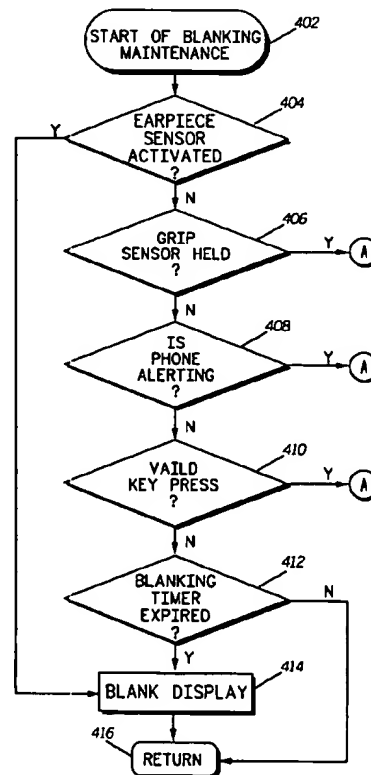 START OF BLANKING
MAINTENANCE
402
EARPIECE
SENSOR
ACTIVATED
?
404
Y
N
GRIP
SENSOR HELD
?
406
Y
A
N
IS
PHONE
ALERTING
?
408
Y
A
N
VAILD
KEY PRESS
?
410
Y
A
N
BLANKING
TIMER
EXPIRED
?
412
N
Y
BLANK DISPLAY
414
416
RETURN